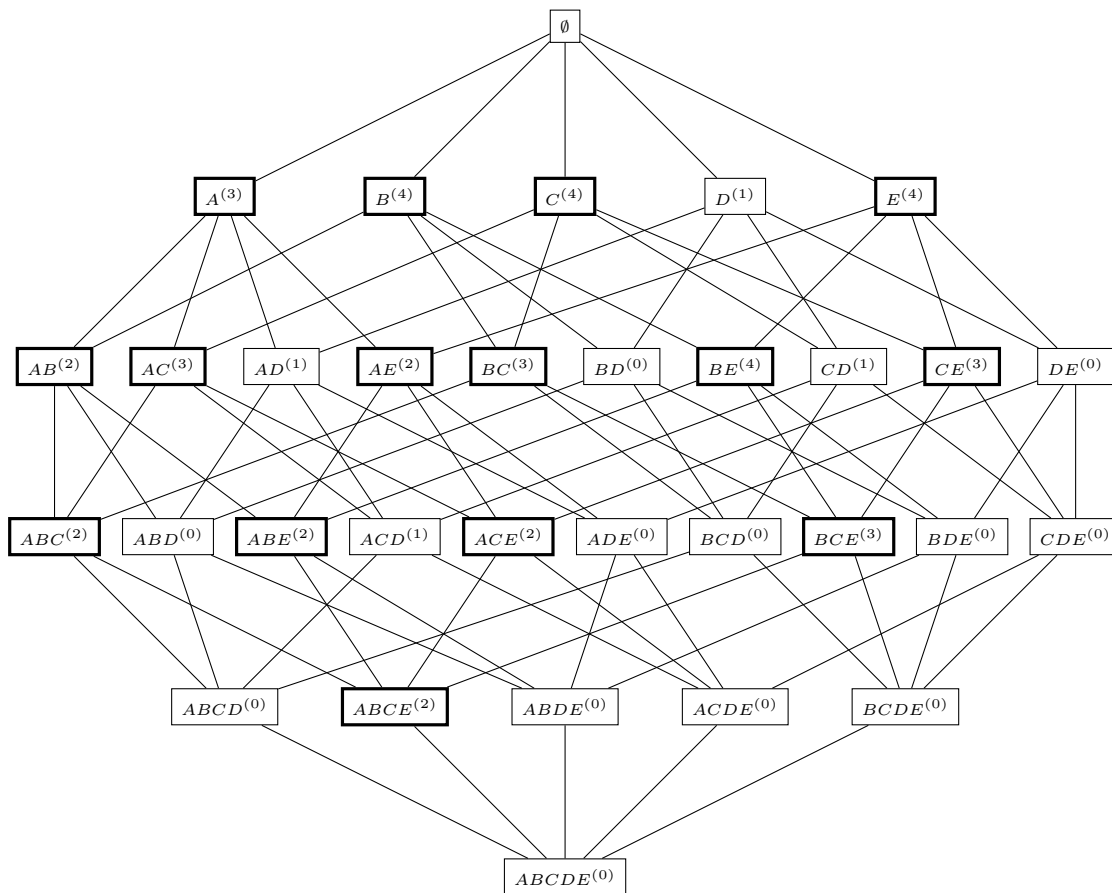 ∅
A^(3) B^(4) C^(4) D^(1) E^(4)
AB^(2) AC^(3) AD^(1) AE^(2) BC^(3) BD^(0) BE^(4) CD^(1) CE^(3) DE^(0)
ABC^(2) ABD^(0) ABE^(2) ACD^(1) ACE^(2) ADE^(0) BCD^(0) BCE^(3) BDE^(0) CDE^(0)
ABCD^(0) ABCE^(2) ABDE^(0) ACDE^(0) BCDE^(0)
ABCDE^(0)